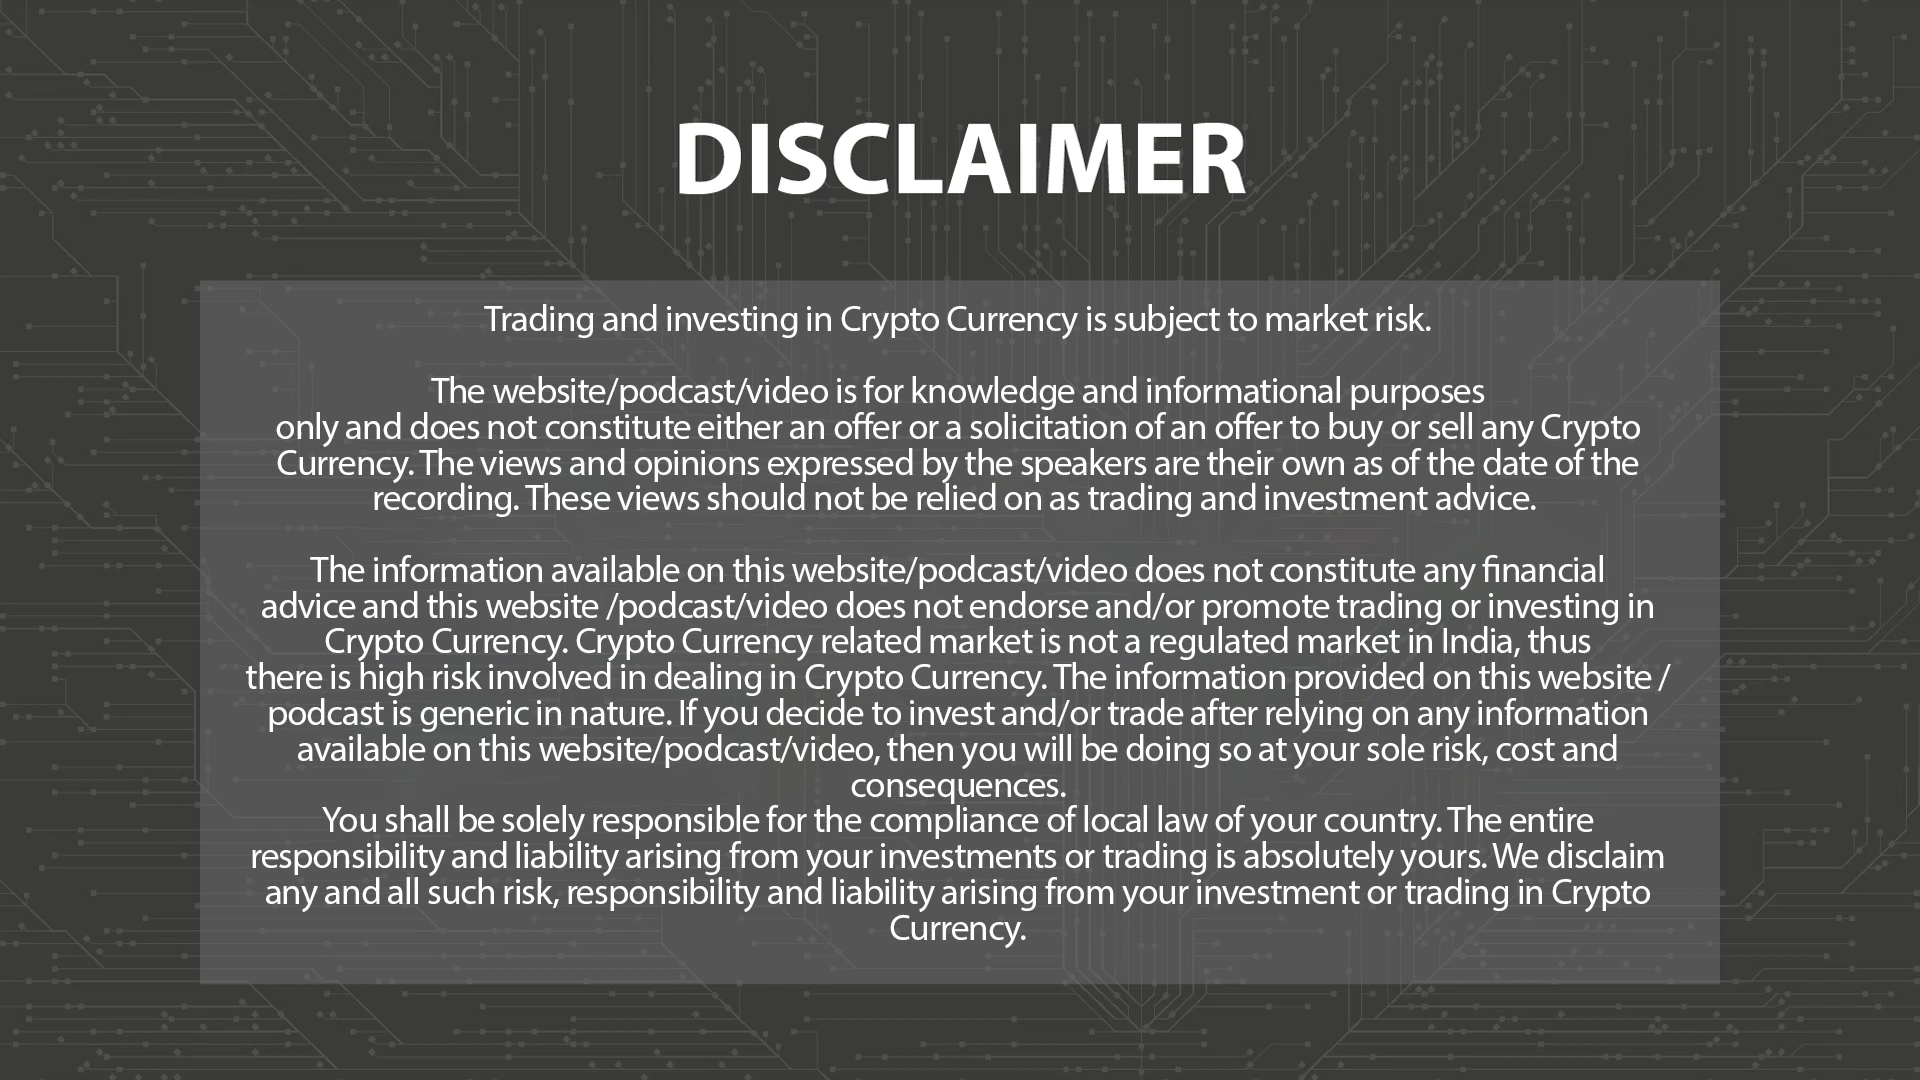 DISCLAIMER
Trading and investing in Crypto Currency is subject to market risk.
The website/podcast/video is for knowledge and informational purposes
only and does not constitute either an offer or a solicitation of an offer to buy or sell any Crypto
Currency. The views and opinions expressed by the speakers are their own as of the date of the
recording. These views should not be relied on as trading and investment advice.
The information available on this website/podcast/video does not constitute any financial
advice and this website /podcast/video does not endorse and/or promote trading or investing in
Crypto Currency. Crypto Currency related market is not a regulated market in India, thus
there is high risk involved in dealing in Crypto Currency. The information provided on this website /
podcast is generic in nature. If you decide to invest and/or trade after relying on any information
available on this website/podcast/video, then you will be doing so at your sole risk, cost and
consequences.
You shall be solely responsible for the compliance of local law of your country. The entire
responsibility and liability arising from your investments or trading is absolutely yours. We disclaim
any and all such risk, responsibility and liability arising from your investment or trading in Crypto
Currency.